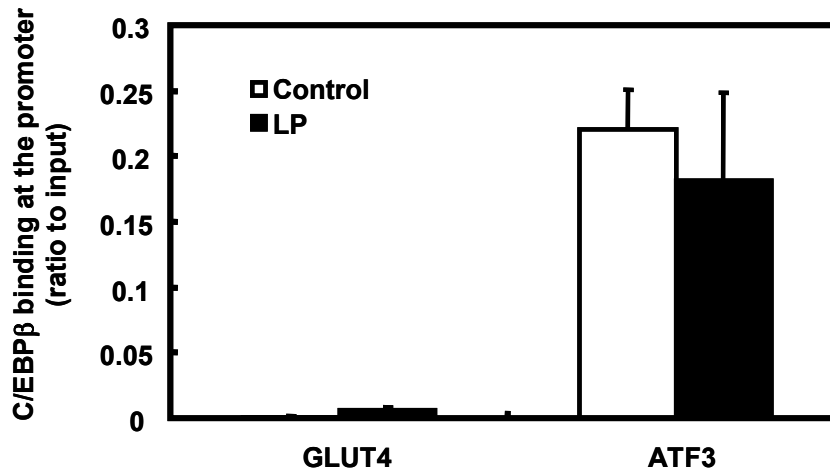 C/EBPβ binding at the promoter
(ratio to input)
0.3
0.25
0.2
0.15
0.1
0.05
0
Control
LP
GLUT4
ATF3